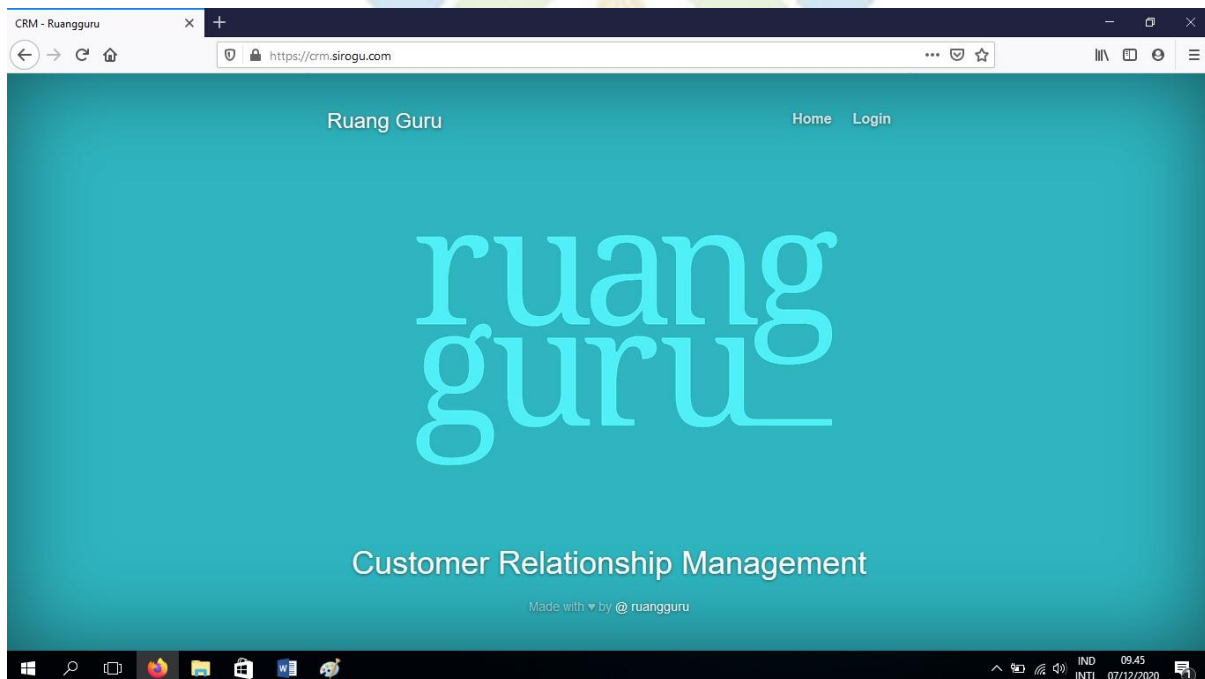 CRM - Ruangguru
https://crm.sirogu.com
Ruang Guru
Home Login
ruang
guru
Customer Relationship Management
Made with ♥ by @ ruangguru
IND 09.45
INTL 07/12/2020